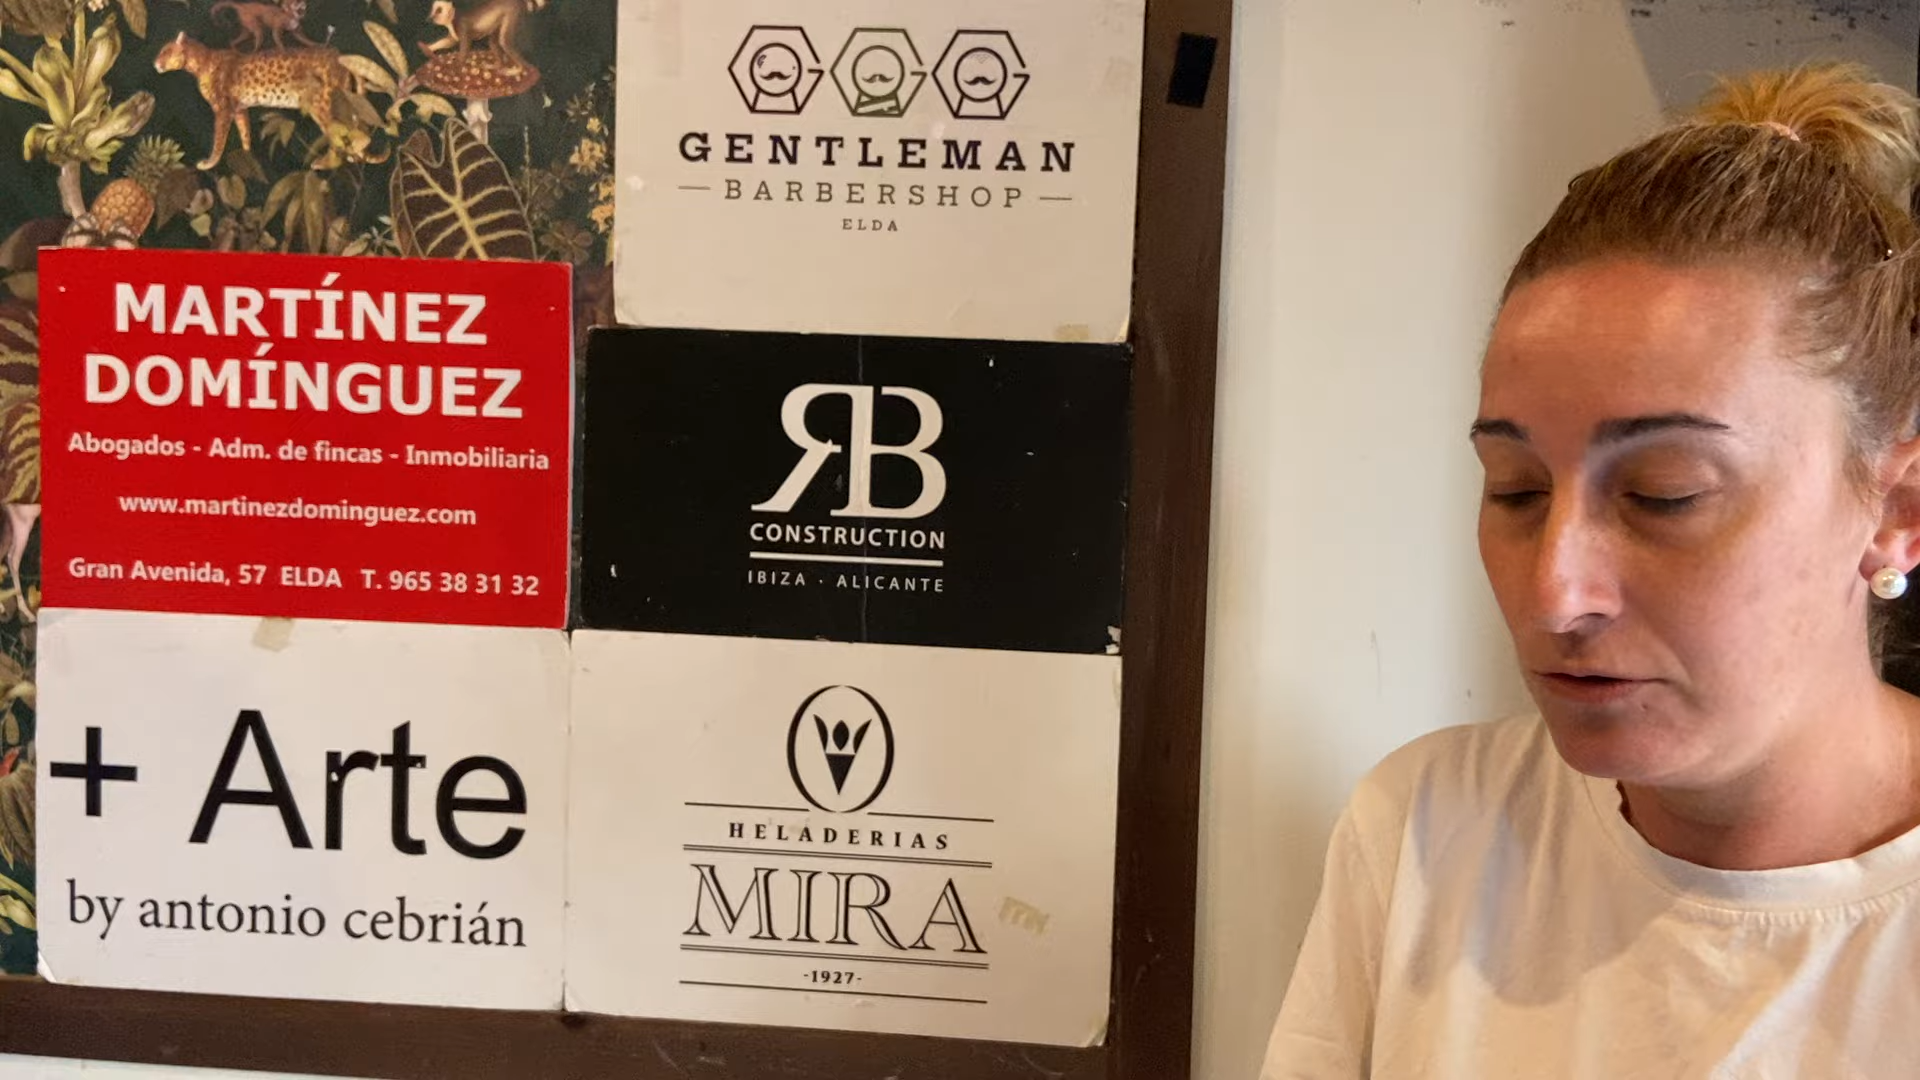 GENTLEMAN
BARBERSHOP
ELDA
MARTÍNEZ
DOMÍNGUEZ
Abogados - Adm. de fincas - Inmobiliaria
www.martinezdominguez.com
Gran Avenida, 57 ELDA T. 965 38 31 32
RB
CONSTRUCTION
IBIZA · ALICANTE
+ Arte
by antonio cebrián
HELADERIAS
MIRA
-1927-